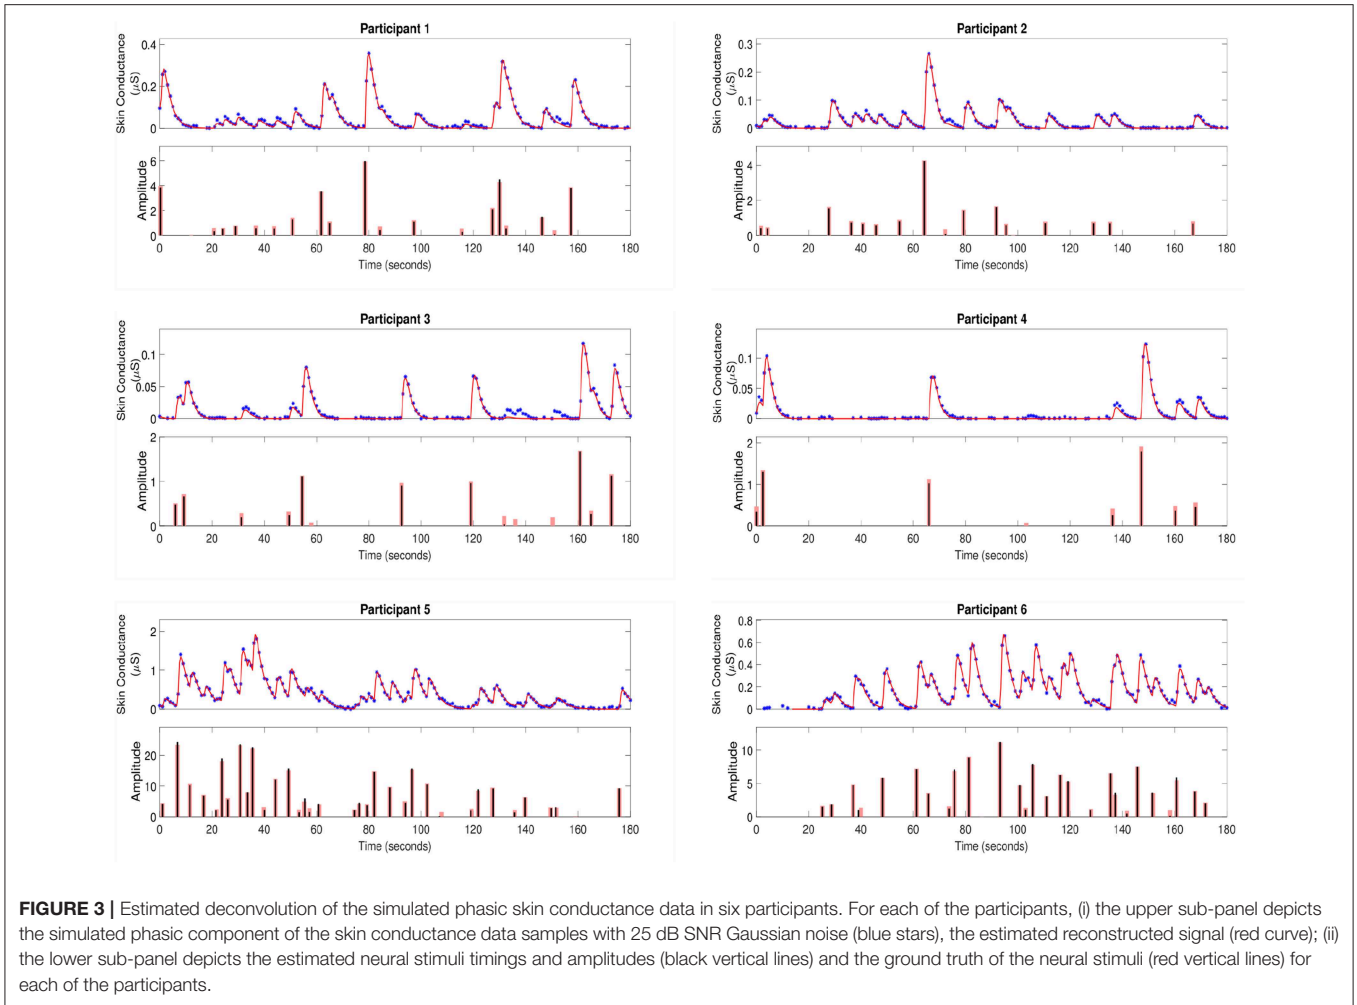 Participant 1
Skin Conductance
(μS)
0.4
0.2
0
Amplitude
6
4
2
0
0 20 40 60 80 100 120 140 160 180
Time (seconds)
Participant 2
Skin Conductance
(μS)
0.3
0.2
0.1
0
Amplitude
4
2
0
0 20 40 60 80 100 120 140 160 180
Time (seconds)
Participant 3
Skin Conductance
(μS)
0.1
0.05
0
Amplitude
2
1
0
0 20 40 60 80 100 120 140 160 180
Time (seconds)
Participant 4
Skin Conductance
(μS)
0.1
0.05
0
Amplitude
2
1
0
0 20 40 60 80 100 120 140 160 180
Time (seconds)
Participant 5
Skin Conductance
(μS)
2
1
0
Amplitude
20
10
0
0 20 40 60 80 100 120 140 160 180
Time (seconds)
Participant 6
Skin Conductance
(μS)
0.8
0.6
0.4
0.2
0
Amplitude
10
5
0
0 20 40 60 80 100 120 140 160 180
Time (seconds)
FIGURE 3 | Estimated deconvolution of the simulated phasic skin conductance data in six participants. For each of the participants, (i) the upper sub-panel depicts
the simulated phasic component of the skin conductance data samples with 25 dB SNR Gaussian noise (blue stars), the estimated reconstructed signal (red curve); (ii)
the lower sub-panel depicts the estimated neural stimuli timings and amplitudes (black vertical lines) and the ground truth of the neural stimuli (red vertical lines) for
each of the participants.